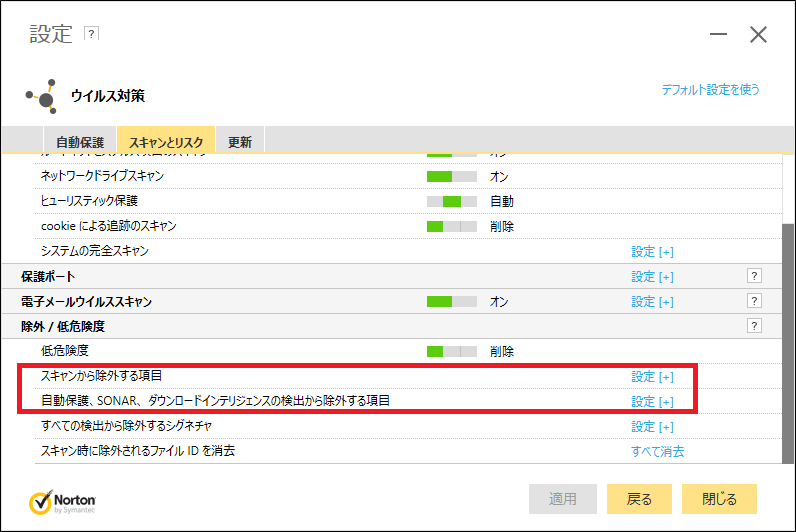 設定 ?
ウイルス対策
デフォルト設定を使う
自動保護 スキャンとリスク 更新
ネットワークドライブスキャン オン
ヒューリスティック保護 自動
cookie による追跡のスキャン 削除
システムの完全スキャン 設定 [+]
保護ポート 設定 [+] ?
電子メールウイルススキャン オン 設定 [+] ?
除外 / 低危険度 ?
低危険度 削除
スキャンから除外する項目 設定 [+]
自動保護、SONAR、ダウンロードインテリジェンスの検出から除外する項目 設定 [+]
すべての検出から除外するシグネチャ 設定 [+]
スキャン時に除外されるファイル ID を消去 すべて消去
Norton
by Symantec
適用 戻る 閉じる